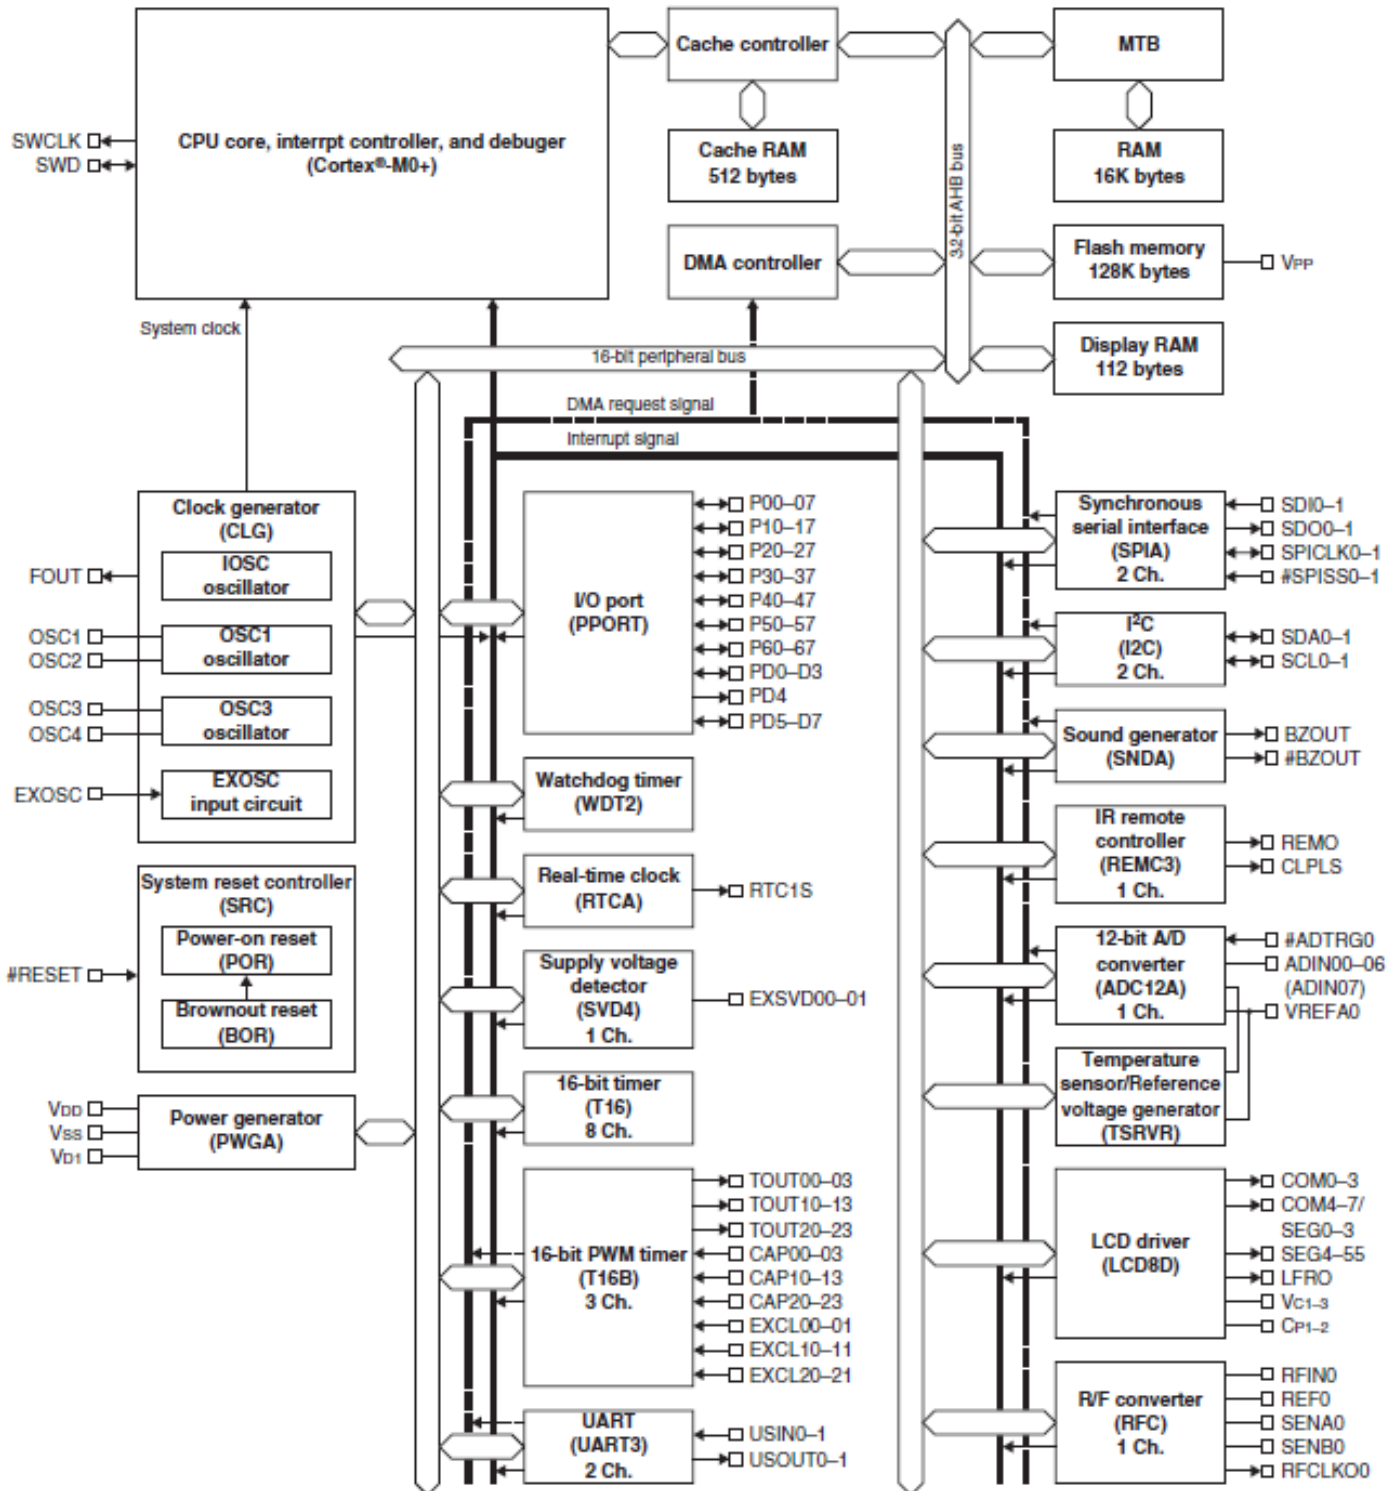 CPU core, interrpt controller, and debuger
(Cortex®-M0+)
SWCLK
SWD
Cache controller
Cache RAM
512 bytes
DMA controller
32-bit AHB bus
MTB
RAM
16K bytes
Flash memory
128K bytes
VPP
Display RAM
112 bytes
System clock
16-bit peripheral bus
DMA request signal
Interrupt signal
Clock generator
(CLG)
IOSC
oscillator
OSC1
oscillator
OSC3
oscillator
EXOSC
input circuit
FOUT
OSC1
OSC2
OSC3
OSC4
EXOSC
System reset controller
(SRC)
Power-on reset
(POR)
Brownout reset
(BOR)
#RESET
Power generator
(PWGA)
VDD
VSS
VD1
I/O port
(PPORT)
P00–07
P10–17
P20–27
P30–37
P40–47
P50–57
P60–67
PD0–D3
PD4
PD5–D7
Watchdog timer
(WDT2)
Real-time clock
(RTCA)
RTC1S
Supply voltage
detector
(SVD4)
1 Ch.
EXSVD00–01
16-bit timer
(T16)
8 Ch.
16-bit PWM timer
(T16B)
3 Ch.
TOUT00–03
TOUT10–13
TOUT20–23
CAP00–03
CAP10–13
CAP20–23
EXCL00–01
EXCL10–11
EXCL20–21
UART
(UART3)
2 Ch.
USIN0–1
USOUT0–1
Synchronous
serial interface
(SPIA)
2 Ch.
SDI0–1
SDO0–1
SPICLK0–1
#SPISS0–1
I²C
(I2C)
2 Ch.
SDA0–1
SCL0–1
Sound generator
(SNDA)
BZOUT
#BZOUT
IR remote
controller
(REMC3)
1 Ch.
REMO
CLPLS
12-bit A/D
converter
(ADC12A)
1 Ch.
#ADTRG0
ADIN00–06
(ADIN07)
VREFA0
Temperature
sensor/Reference
voltage generator
(TSRVR)
LCD driver
(LCD8D)
COM0–3
COM4–7/
SEG0–3
SEG4–55
LFRO
VC1–3
CP1–2
R/F converter
(RFC)
1 Ch.
RFIN0
REF0
SENA0
SENB0
RFCLKO0